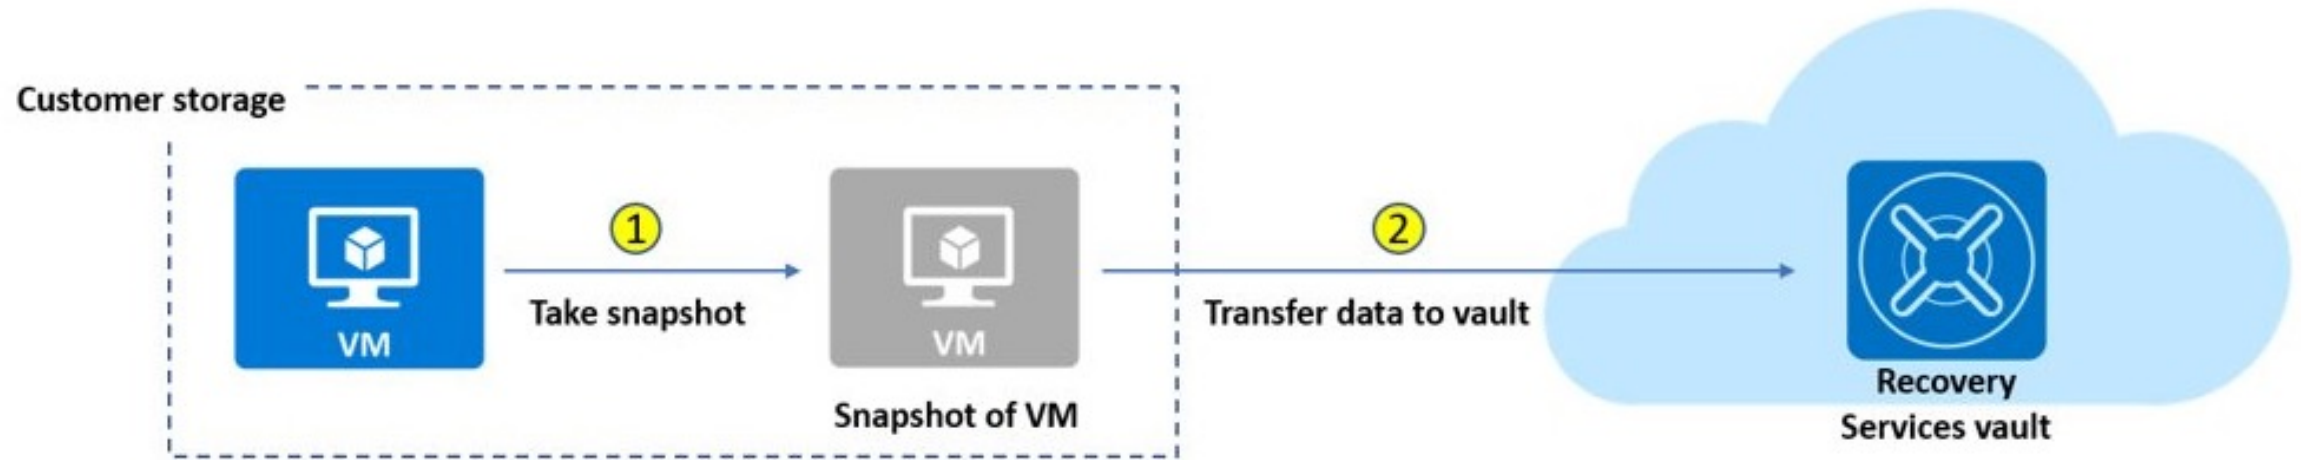 Customer storage
VM
1
Take snapshot
VM
Snapshot of VM
2
Transfer data to vault
Recovery
Services vault